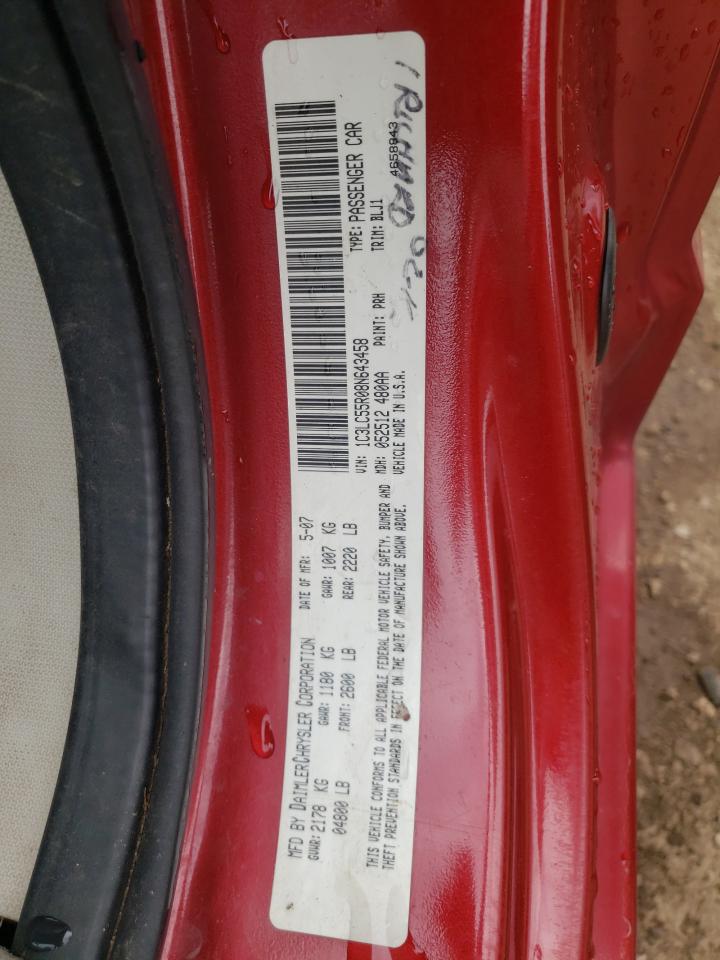 MFD BY DAIMLERCHRYSLER CORPORATION DATE OF MFR: 5-07
GVWR: 2178 KG GAWR: 1180 KG GAWR: 1007 KG
04800 LB FRONT: 2600 LB REAR: 2220 LB
THIS VEHICLE CONFORMS TO ALL APPLICABLE FEDERAL MOTOR VEHICLE SAFETY, BUMPER AND
THEFT PREVENTION STANDARDS IN EFFECT ON THE DATE OF MANUFACTURE SHOWN ABOVE.
VIN: 1C3LC55R08N643458 TYPE: PASSENGER CAR
MDH: 052512 480AA PAINT: PRH TRIM: BLJ1
VEHICLE MADE IN U.S.A.
4658943
1 RICHARD